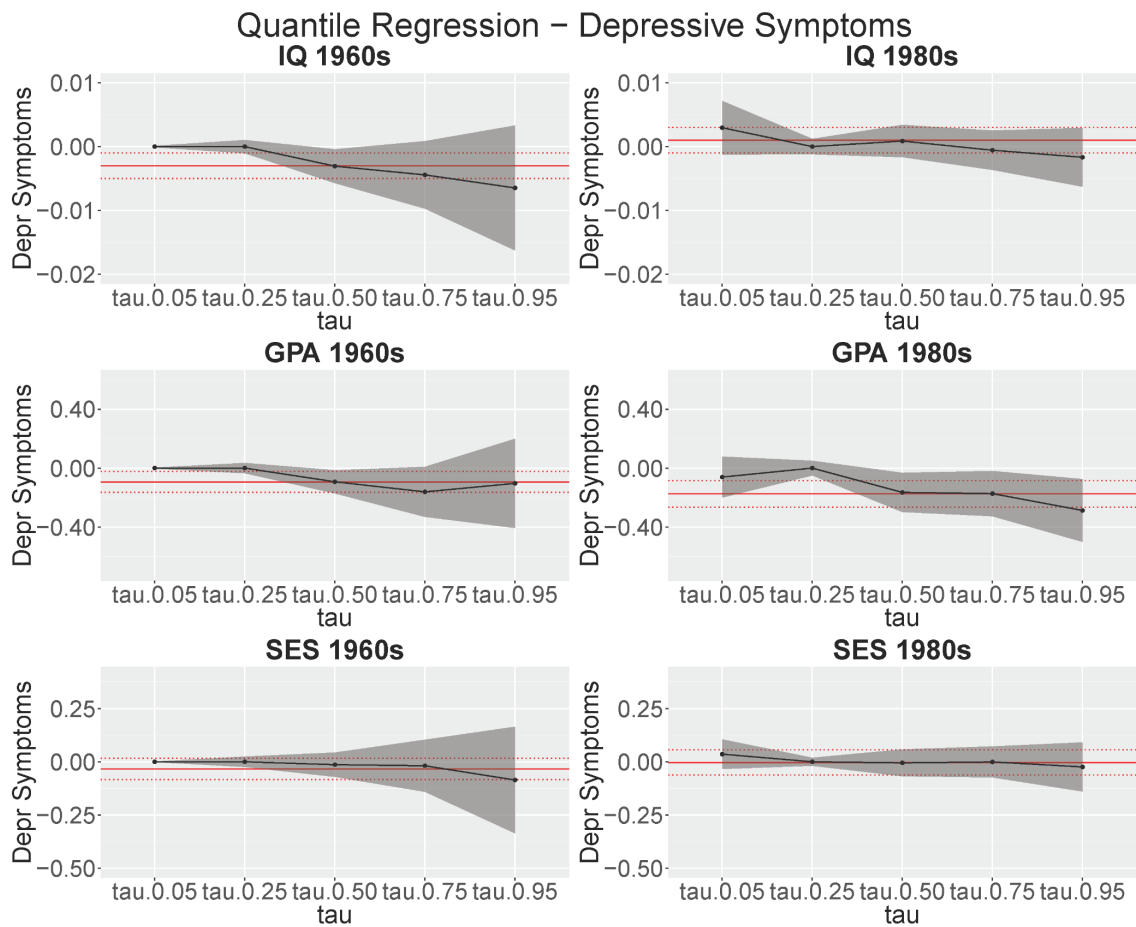 Quantile Regression − Depressive Symptoms
IQ 1960s
0.01
0.00
−0.01
−0.02
Depr Symptoms
tau.0.05 tau.0.25 tau.0.50 tau.0.75 tau.0.95
tau
IQ 1980s
0.01
0.00
−0.01
−0.02
Depr Symptoms
tau.0.05 tau.0.25 tau.0.50 tau.0.75 tau.0.95
tau
GPA 1960s
0.40
0.00
−0.40
Depr Symptoms
tau.0.05 tau.0.25 tau.0.50 tau.0.75 tau.0.95
tau
GPA 1980s
0.40
0.00
−0.40
Depr Symptoms
tau.0.05 tau.0.25 tau.0.50 tau.0.75 tau.0.95
tau
SES 1960s
0.25
0.00
−0.25
−0.50
Depr Symptoms
tau.0.05 tau.0.25 tau.0.50 tau.0.75 tau.0.95
tau
SES 1980s
0.25
0.00
−0.25
−0.50
Depr Symptoms
tau.0.05 tau.0.25 tau.0.50 tau.0.75 tau.0.95
tau